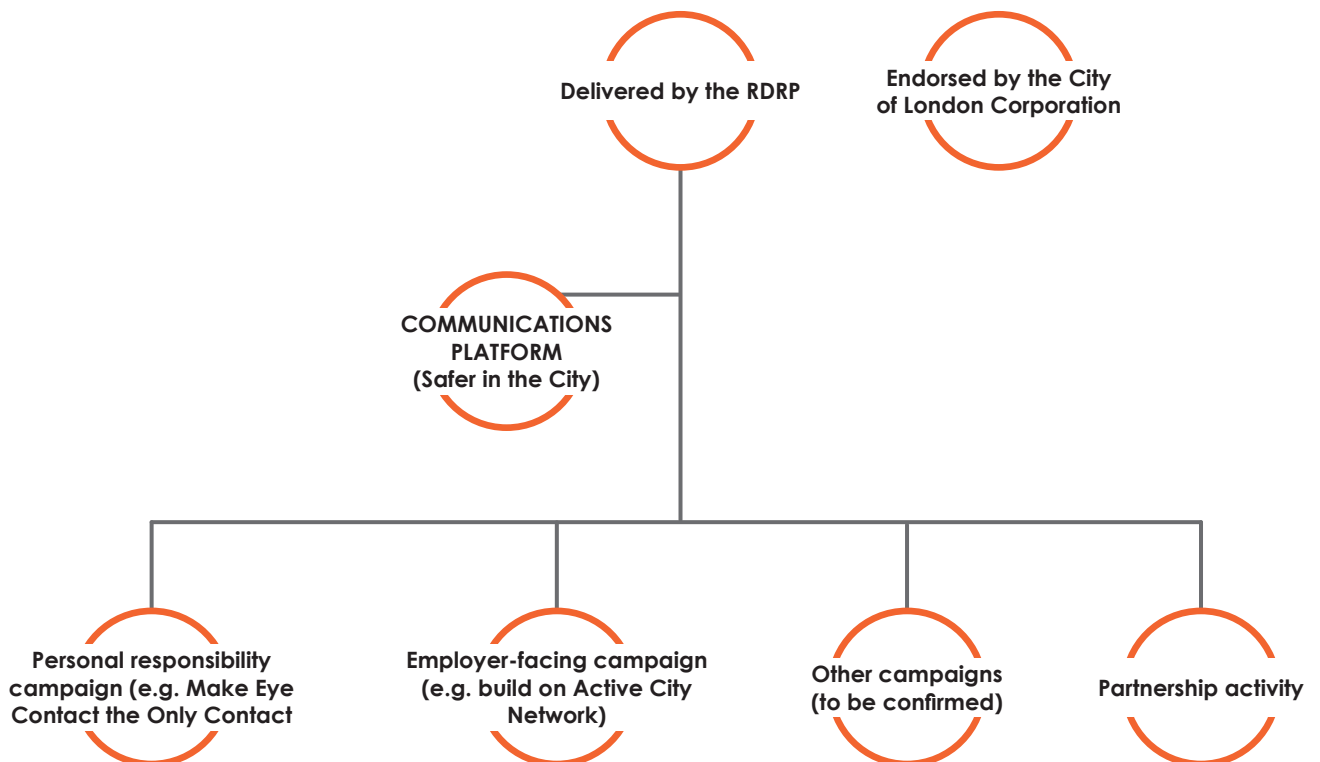 Delivered by the RDRP
Endorsed by the City
of London Corporation
COMMUNICATIONS
PLATFORM
(Safer in the City)
Personal responsibility
campaign (e.g. Make Eye
Contact the Only Contact
Employer-facing campaign
(e.g. build on Active City
Network)
Other campaigns
(to be confirmed)
Partnership activity